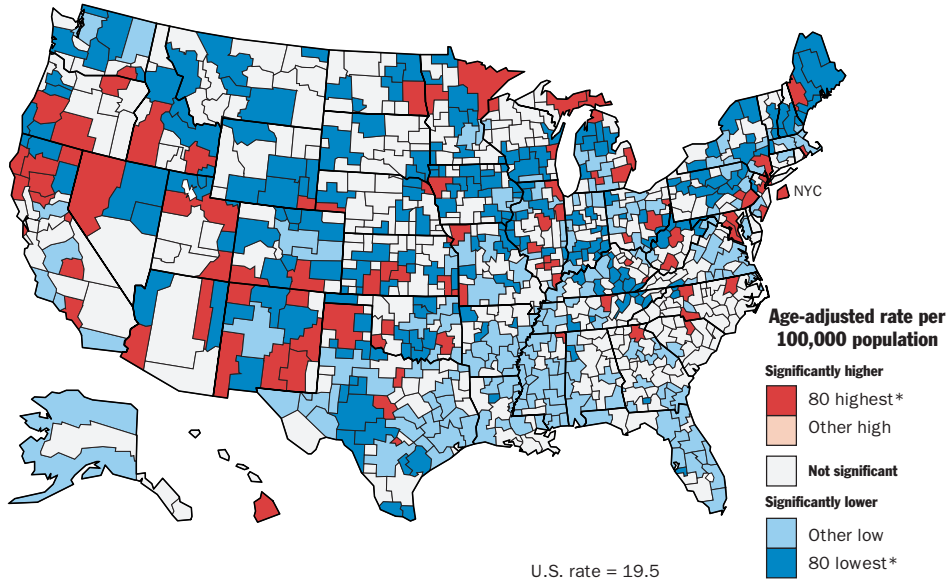 NYC
Age-adjusted rate per
100,000 population
Significantly higher
80 highest*
Other high
Not significant
Significantly lower
Other low
80 lowest*
U.S. rate = 19.5